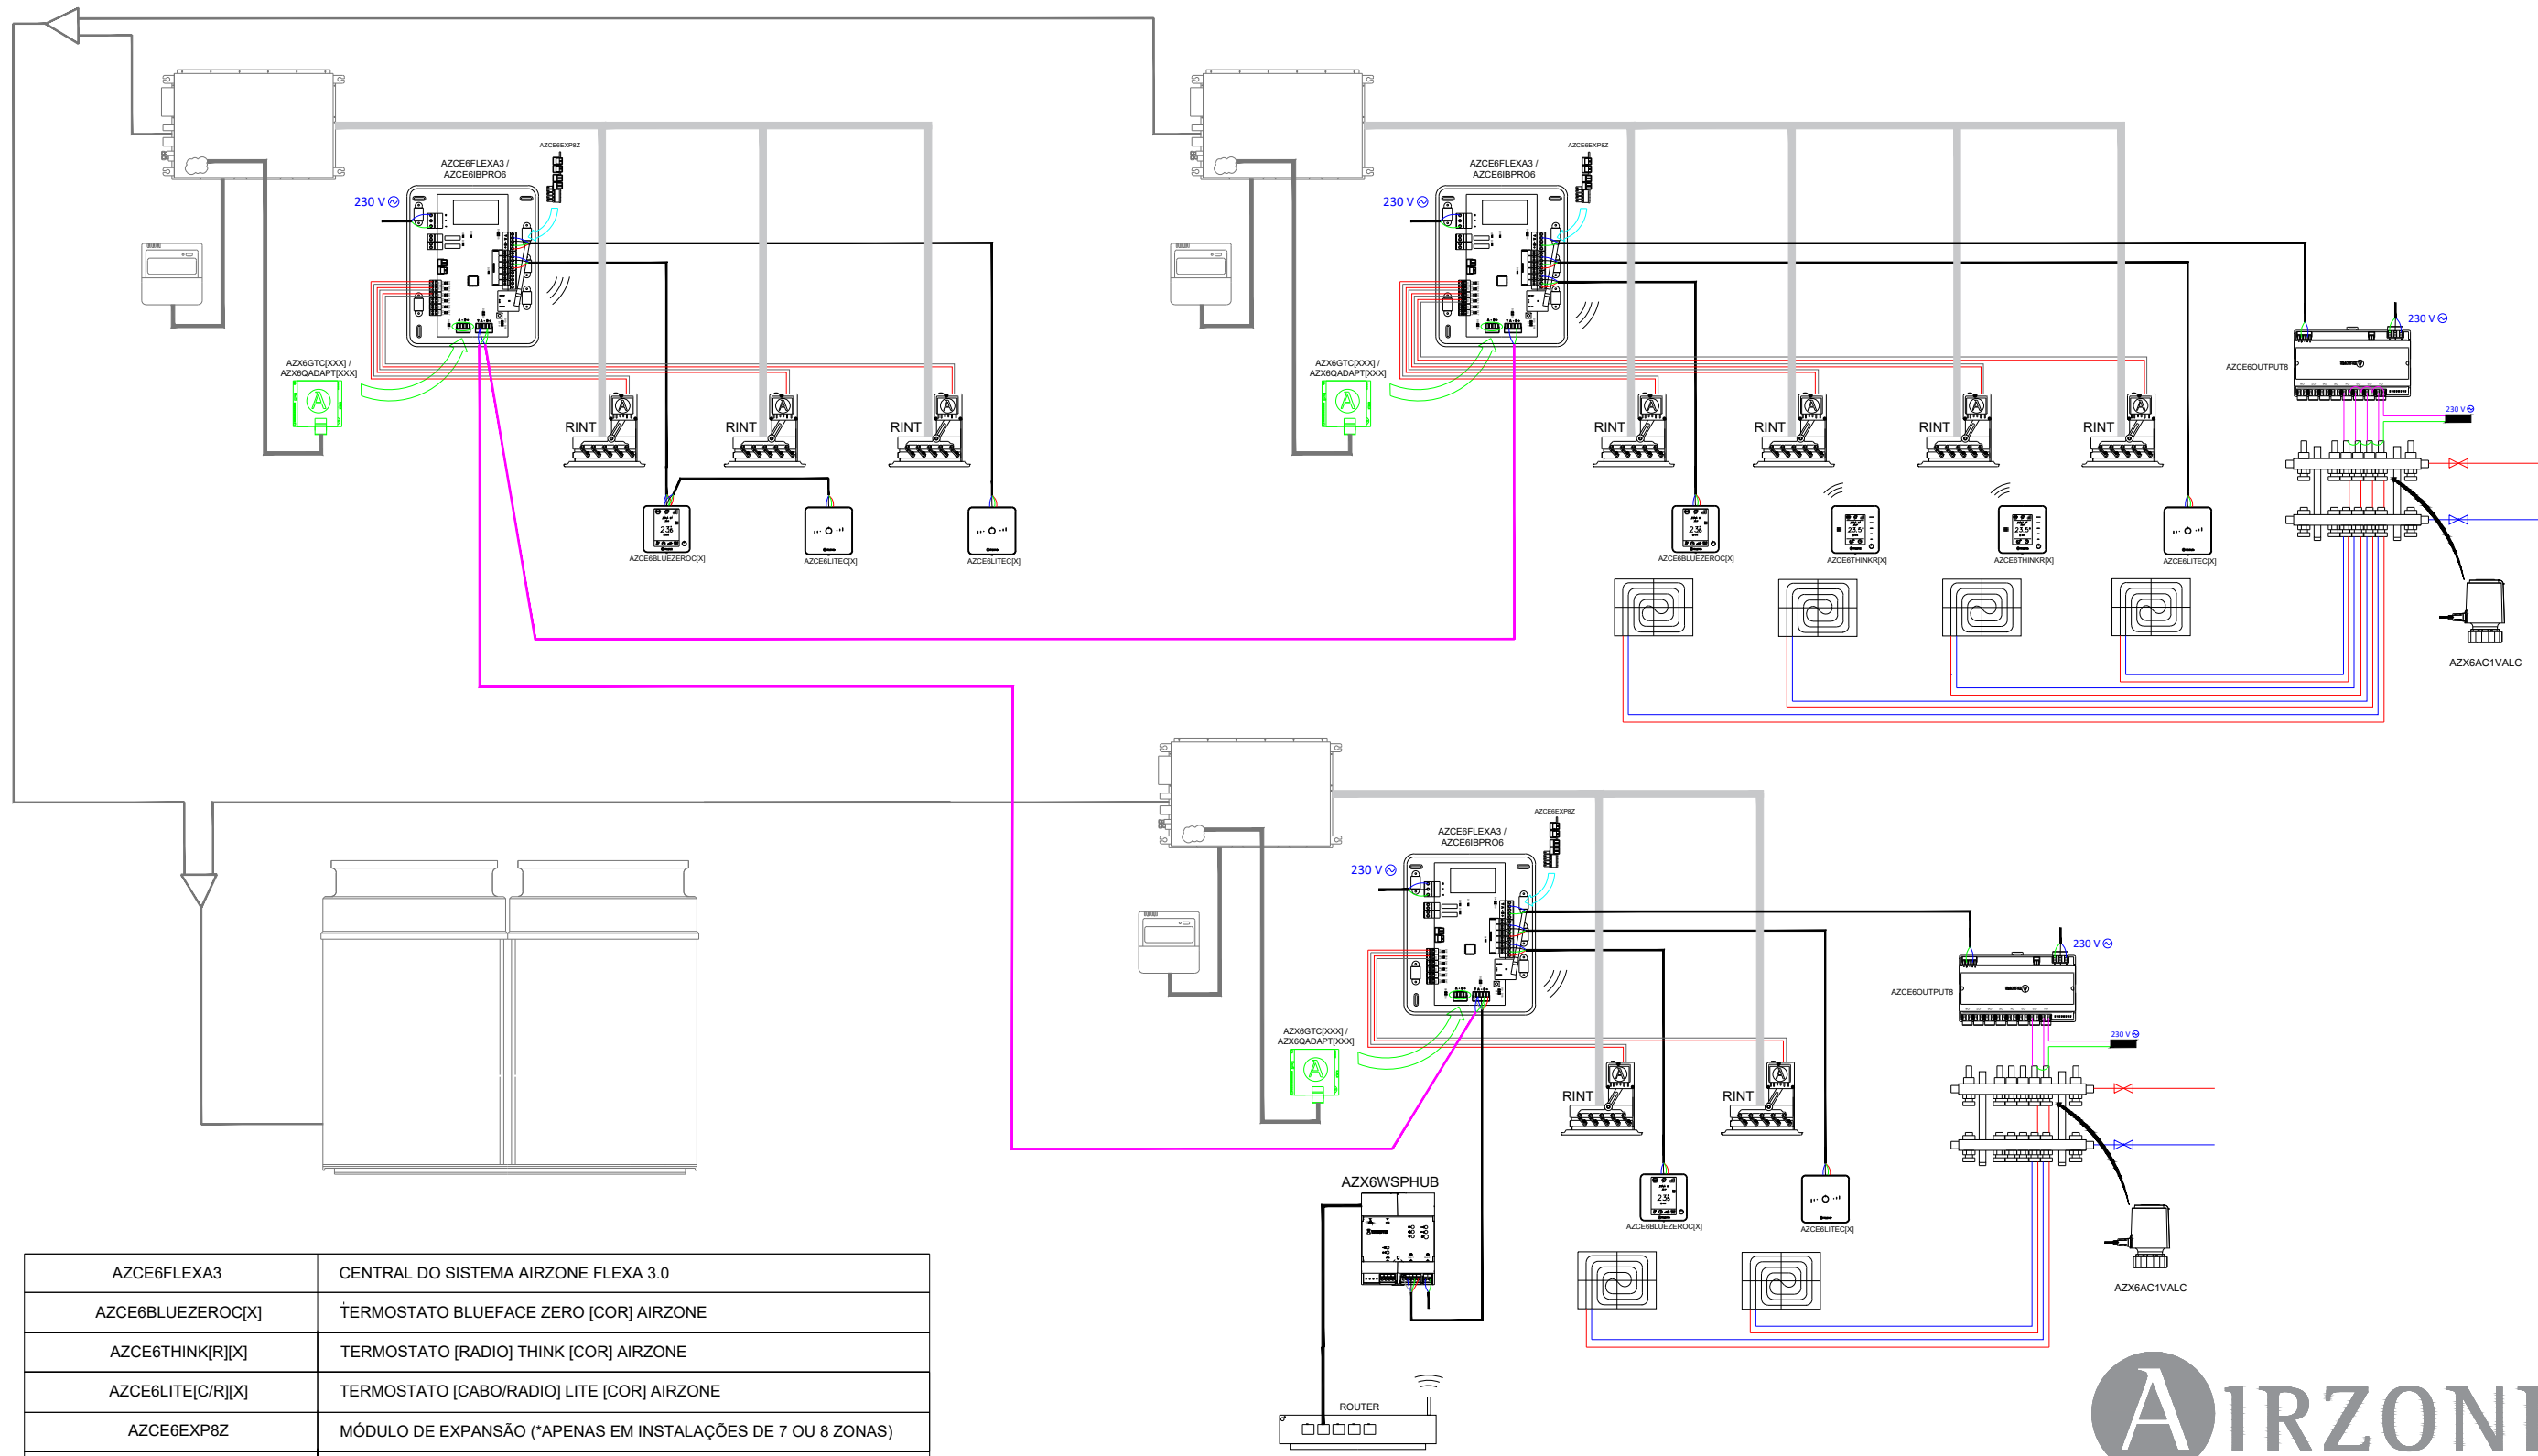 AZCE6EXP8Z
AZCE6FLEXA3 /
AZCE6IBPRO6
230 V
AZX6GTC[XXX] /
AZX6QADAPT[XXX]
RINT
RINT
RINT
AZCE6BLUEZEROC[X]
AZCE6LITEC[X]
AZCE6LITEC[X]
AZCE6EXP8Z
AZCE6FLEXA3 /
AZCE6IBPRO6
230 V
AZX6GTC[XXX] /
AZX6QADAPT[XXX]
RINT
RINT
RINT
RINT
AZCE6BLUEZEROC[X]
AZCE6THINKR[X]
AZCE6THINKR[X]
AZCE6LITEC[X]
230 V
AZCE6OUTPUT8
230 V
AZX6AC1VALC
AZCE6EXP8Z
AZCE6FLEXA3 /
AZCE6IBPRO6
230 V
AZX6GTC[XXX] /
AZX6QADAPT[XXX]
RINT
RINT
AZCE6BLUEZEROC[X]
AZCE6LITEC[X]
230 V
AZCE6OUTPUT8
230 V
AZX6AC1VALC
AZX6WSPHUB
ROUTER
AZCE6FLEXA3 CENTRAL DO SISTEMA AIRZONE FLEXA 3.0
AZCE6BLUEZEROC[X] TERMOSTATO BLUEFACE ZERO [COR] AIRZONE
AZCE6THINK[R][X] TERMOSTATO [RADIO] THINK [COR] AIRZONE
AZCE6LITE[C/R][X] TERMOSTATO [CABO/RADIO] LITE [COR] AIRZONE
AZCE6EXP8Z MÓDULO DE EXPANSÃO (*APENAS EM INSTALAÇÕES DE 7 OU 8 ZONAS)
AIRZON